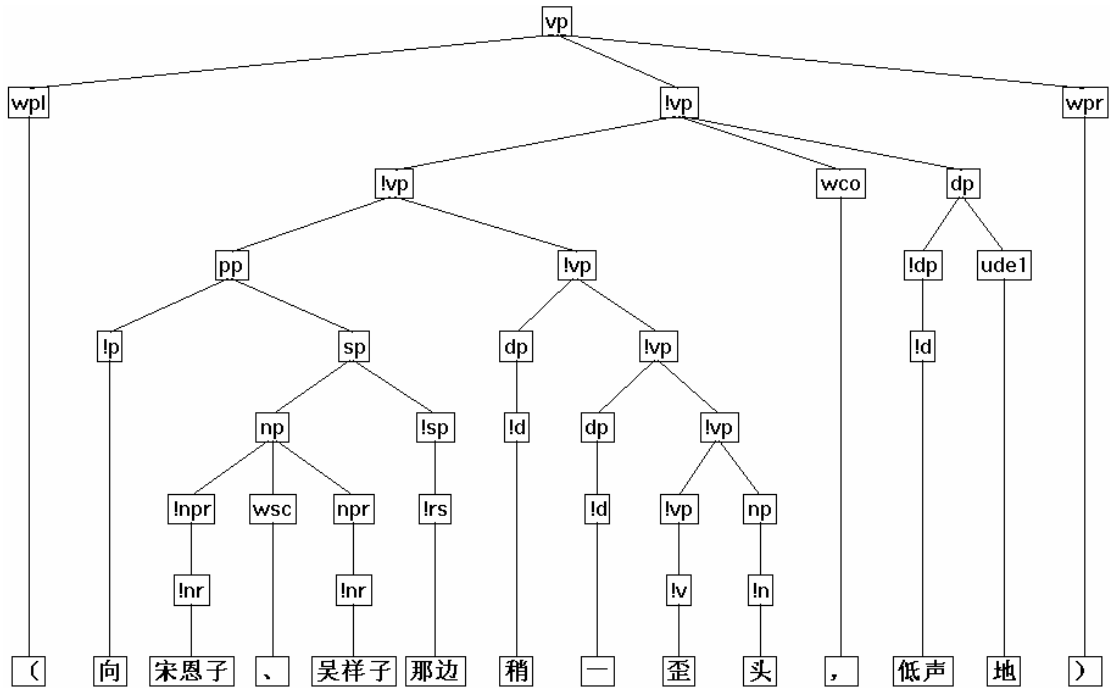 vp
wpl !vp wpr
!vp wco dp
pp !vp !dp ude1
!p sp dp !vp !d
np !sp !d dp !vp
!npr wsc npr !rs !d !vp np
!nr !nr !v !n
（ 向 宋恩子 、 吴祥子 那边 稍 一 歪 头 ， 低声 地 ）